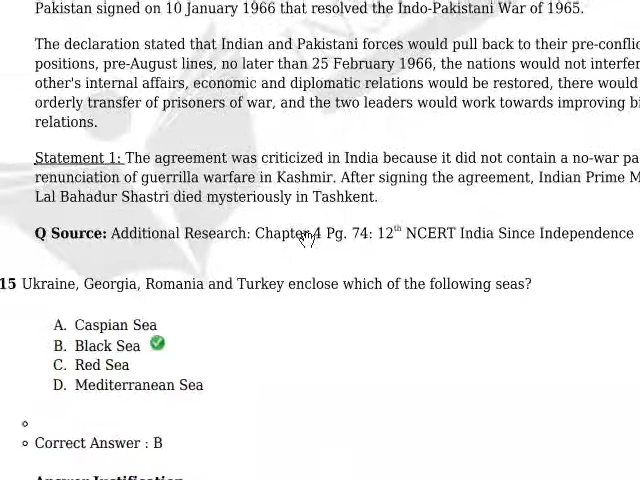 Pakistan signed on 10 January 1966 that resolved the Indo-Pakistani War of 1965.
The declaration stated that Indian and Pakistani forces would pull back to their pre-conflic
positions, pre-August lines, no later than 25 February 1966, the nations would not interfer
other's internal affairs, economic and diplomatic relations would be restored, there would
orderly transfer of prisoners of war, and the two leaders would work towards improving bi
relations.
Statement 1: The agreement was criticized in India because it did not contain a no-war pa
renunciation of guerrilla warfare in Kashmir. After signing the agreement, Indian Prime M
Lal Bahadur Shastri died mysteriously in Tashkent.
Q Source: Additional Research: Chapter 4 Pg. 74: 12th NCERT India Since Independence
15 Ukraine, Georgia, Romania and Turkey enclose which of the following seas?
A. Caspian Sea
B. Black Sea
C. Red Sea
D. Mediterranean Sea
Correct Answer : B
Answer Justification